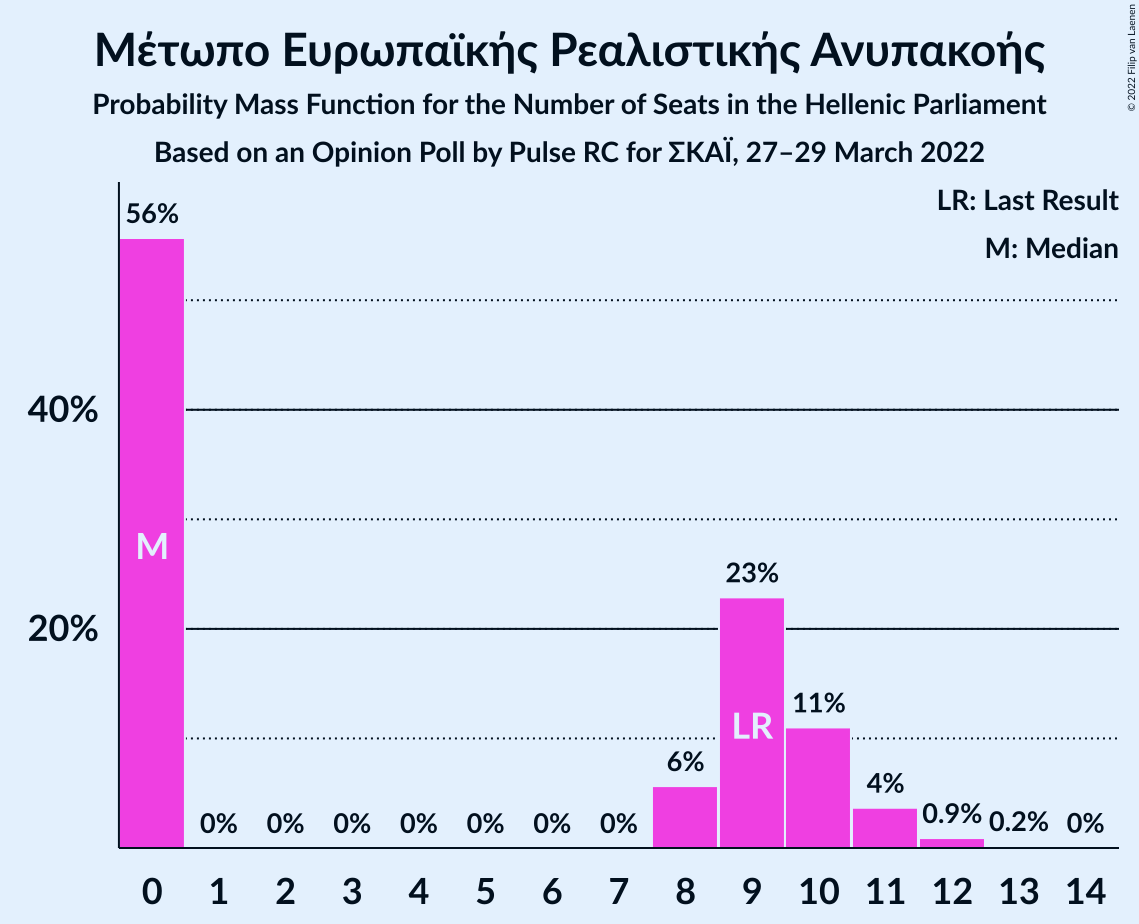 Μέτωπο Ευρωπαϊκής Ρεαλιστικής Ανυπακοής
Probability Mass Function for the Number of Seats in the Hellenic Parliament
Based on an Opinion Poll by Pulse RC for ΣΚΑΪ, 27–29 March 2022
© 2022 Filip van Laenen
LR: Last Result
M: Median
56%
40%
M
23%
20%
LR
11%
6%
4%
0% 0% 0% 0% 0% 0% 0% 0.9% 0.2% 0%
0 1 2 3 4 5 6 7 8 9 10 11 12 13 14